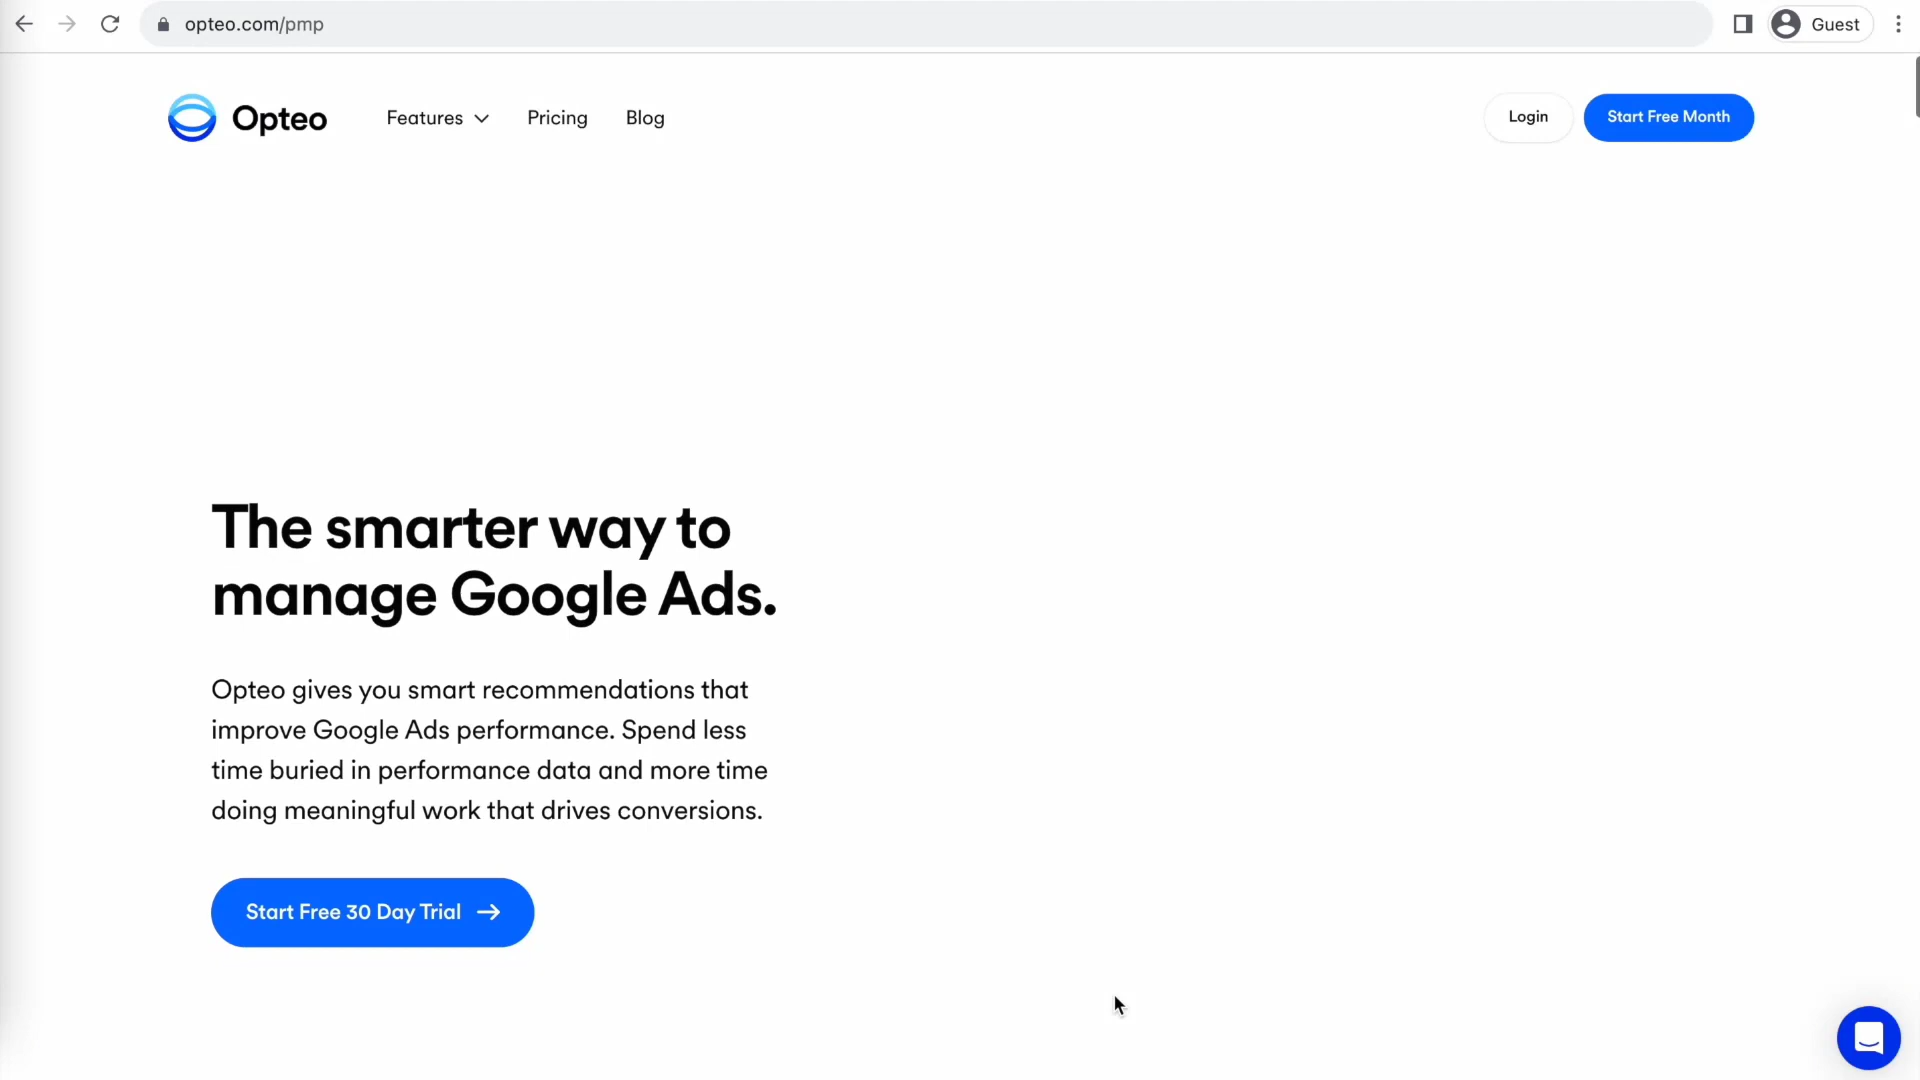 opteo.com/pmp
Guest
Opteo
Features
Pricing
Blog
Login
Start Free Month
The smarter way to
manage Google Ads.
Opteo gives you smart recommendations that
improve Google Ads performance. Spend less
time buried in performance data and more time
doing meaningful work that drives conversions.
Start Free 30 Day Trial